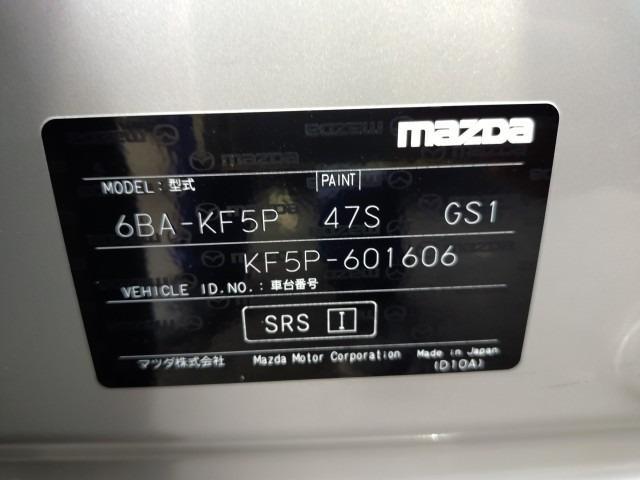 mazda
MODEL:型式 PAINT
6BA-KF5P 47S GS1
KF5P-601606
VEHICLE ID.NO.:車台番号
SRS I
マツダ株式会社 Mazda Motor Corporation Made in Japan
(D10A)